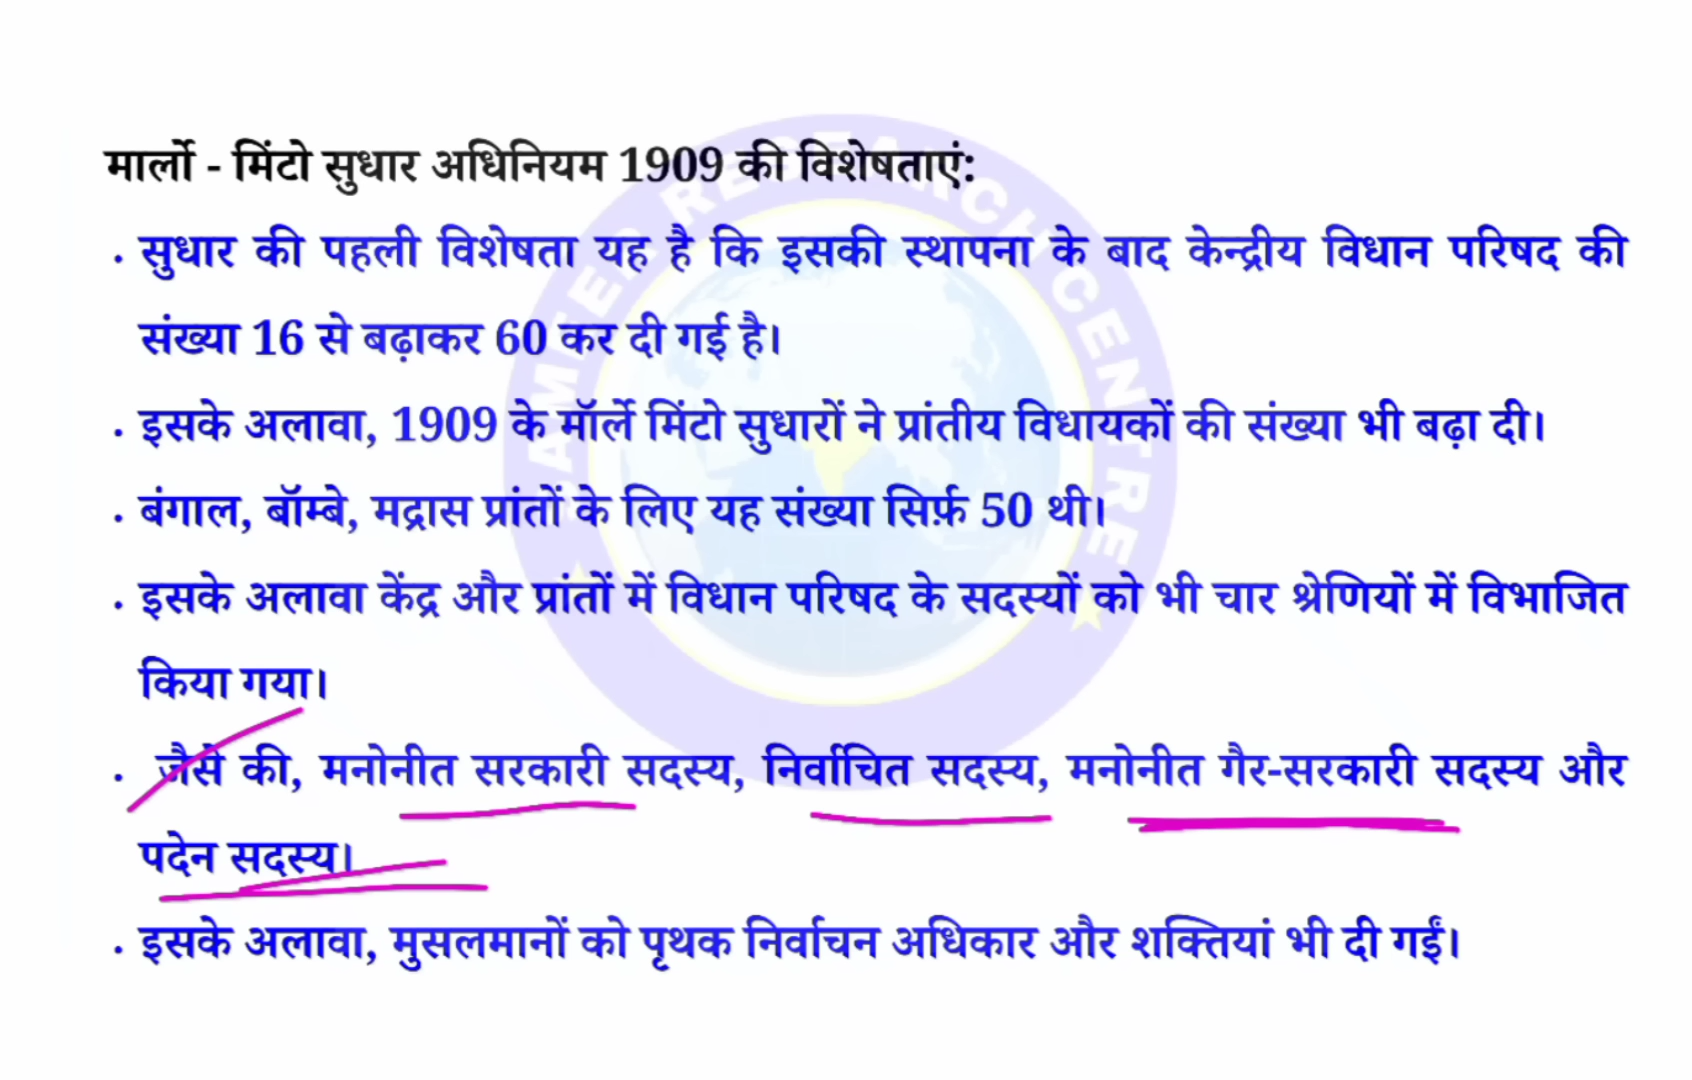 मार्लो - मिंटो सुधार अधिनियम 1909 की विशेषताएं:
. सुधार की पहली विशेषता यह है कि इसकी स्थापना के बाद केन्द्रीय विधान परिषद की
संख्या 16 से बढ़ाकर 60 कर दी गई है।
. इसके अलावा, 1909 के मॉर्ले मिंटो सुधारों ने प्रांतीय विधायकों की संख्या भी बढ़ा दी।
. बंगाल, बॉम्बे, मद्रास प्रांतों के लिए यह संख्या सिर्फ़ 50 थी।
. इसके अलावा केंद्र और प्रांतों में विधान परिषद के सदस्यों को भी चार श्रेणियों में विभाजित
किया गया।
. जैसे की, मनोनीत सरकारी सदस्य, निर्वाचित सदस्य, मनोनीत गैर-सरकारी सदस्य और
पदेन सदस्य।
. इसके अलावा, मुसलमानों को पृथक निर्वाचन अधिकार और शक्तियां भी दी गईं।
RESEARCH CENTRE